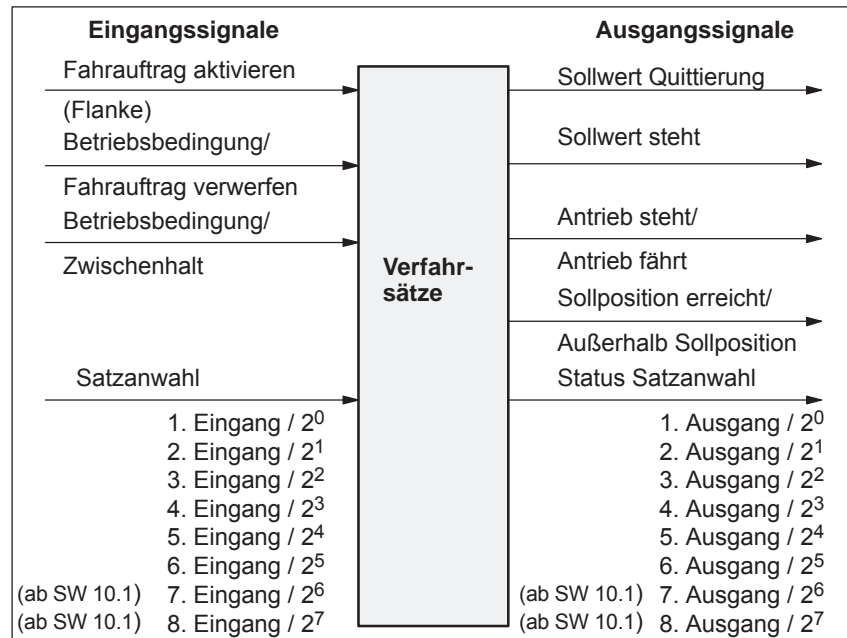 Eingangssignale
Fahrauftrag aktivieren
(Flanke)
Betriebsbedingung/
Fahrauftrag verwerfen
Betriebsbedingung/
Zwischenhalt
Satzanwahl
1. Eingang / 2⁰
2. Eingang / 2¹
3. Eingang / 2²
4. Eingang / 2³
5. Eingang / 2⁴
6. Eingang / 2⁵
(ab SW 10.1) 7. Eingang / 2⁶
(ab SW 10.1) 8. Eingang / 2⁷
Verfahr-
sätze
Ausgangssignale
Sollwert Quittierung
Sollwert steht
Antrieb steht/
Antrieb fährt
Sollposition erreicht/
Außerhalb Sollposition
Status Satzanwahl
1. Ausgang / 2⁰
2. Ausgang / 2¹
3. Ausgang / 2²
4. Ausgang / 2³
5. Ausgang / 2⁴
6. Ausgang / 2⁵
(ab SW 10.1) 7. Ausgang / 2⁶
(ab SW 10.1) 8. Ausgang / 2⁷